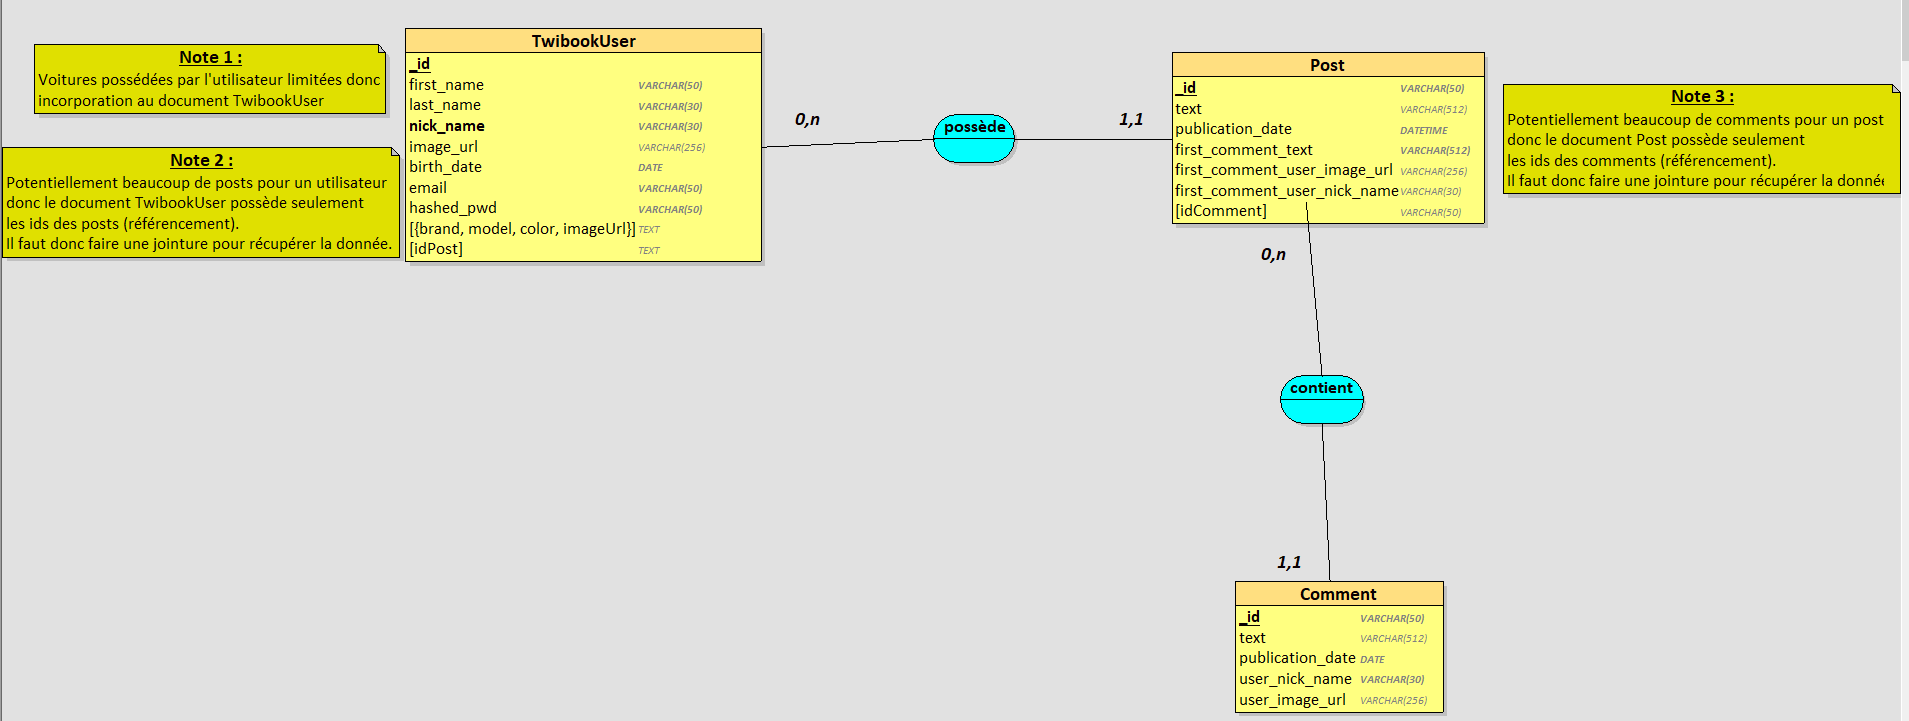 Note 1 :
Voitures possédées par l'utilisateur limitées donc
incorporation au document TwibookUser
Note 2 :
Potentiellement beaucoup de posts pour un utilisateur
donc le document TwibookUser possède seulement
les ids des posts (référencement).
Il faut donc faire une jointure pour récupérer la donnée.
TwibookUser
_id
first_name VARCHAR(50)
last_name VARCHAR(30)
nick_name VARCHAR(30)
image_url VARCHAR(256)
birth_date DATE
email VARCHAR(50)
hashed_pwd VARCHAR(50)
[{brand, model, color, imageUrl}] TEXT
[idPost] TEXT
0,n
possède
1,1
Post
_id VARCHAR(50)
text VARCHAR(512)
publication_date DATETIME
first_comment_text VARCHAR(512)
first_comment_user_image_url VARCHAR(256)
first_comment_user_nick_name VARCHAR(30)
[idComment] VARCHAR(50)
Note 3 :
Potentiellement beaucoup de comments pour un post
donc le document Post possède seulement
les ids des comments (référencement).
Il faut donc faire une jointure pour récupérer la donné
0,n
contient
1,1
Comment
_id VARCHAR(50)
text VARCHAR(512)
publication_date DATE
user_nick_name VARCHAR(30)
user_image_url VARCHAR(256)